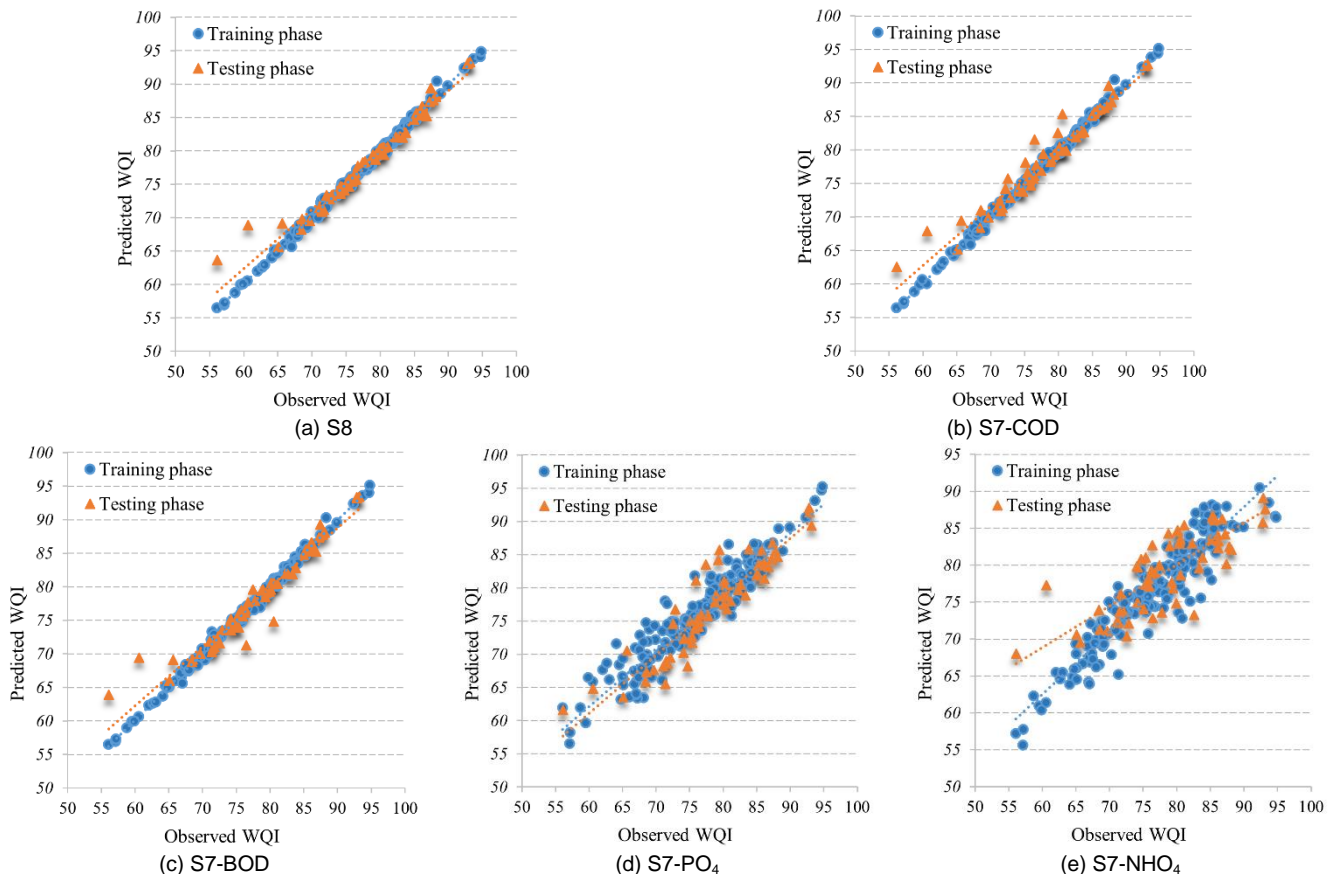 100
95
90
85
80
75
70
65
60
55
50
Predicted WQI
Training phase
Testing phase
50 55 60 65 70 75 80 85 90 95 100
Observed WQI
(a) S8
100
95
90
85
80
75
70
65
60
55
50
Predicted WQI
Training phase
Testing phase
50 55 60 65 70 75 80 85 90 95 100
Observed WQI
(b) S7-COD
100
95
90
85
80
75
70
65
60
55
50
Predicted WQI
Training phase
Testing phase
50 55 60 65 70 75 80 85 90 95 100
Observed WQI
(c) S7-BOD
100
95
90
85
80
75
70
65
60
55
50
Predicted WQI
Training phase
Testing phase
50 55 60 65 70 75 80 85 90 95 100
Observed WQI
(d) S7-PO₄
95
90
85
80
75
70
65
60
55
50
Predicted WQI
Training phase
Testing phase
50 55 60 65 70 75 80 85 90 95 100
Observed WQI
(e) S7-NHO₄